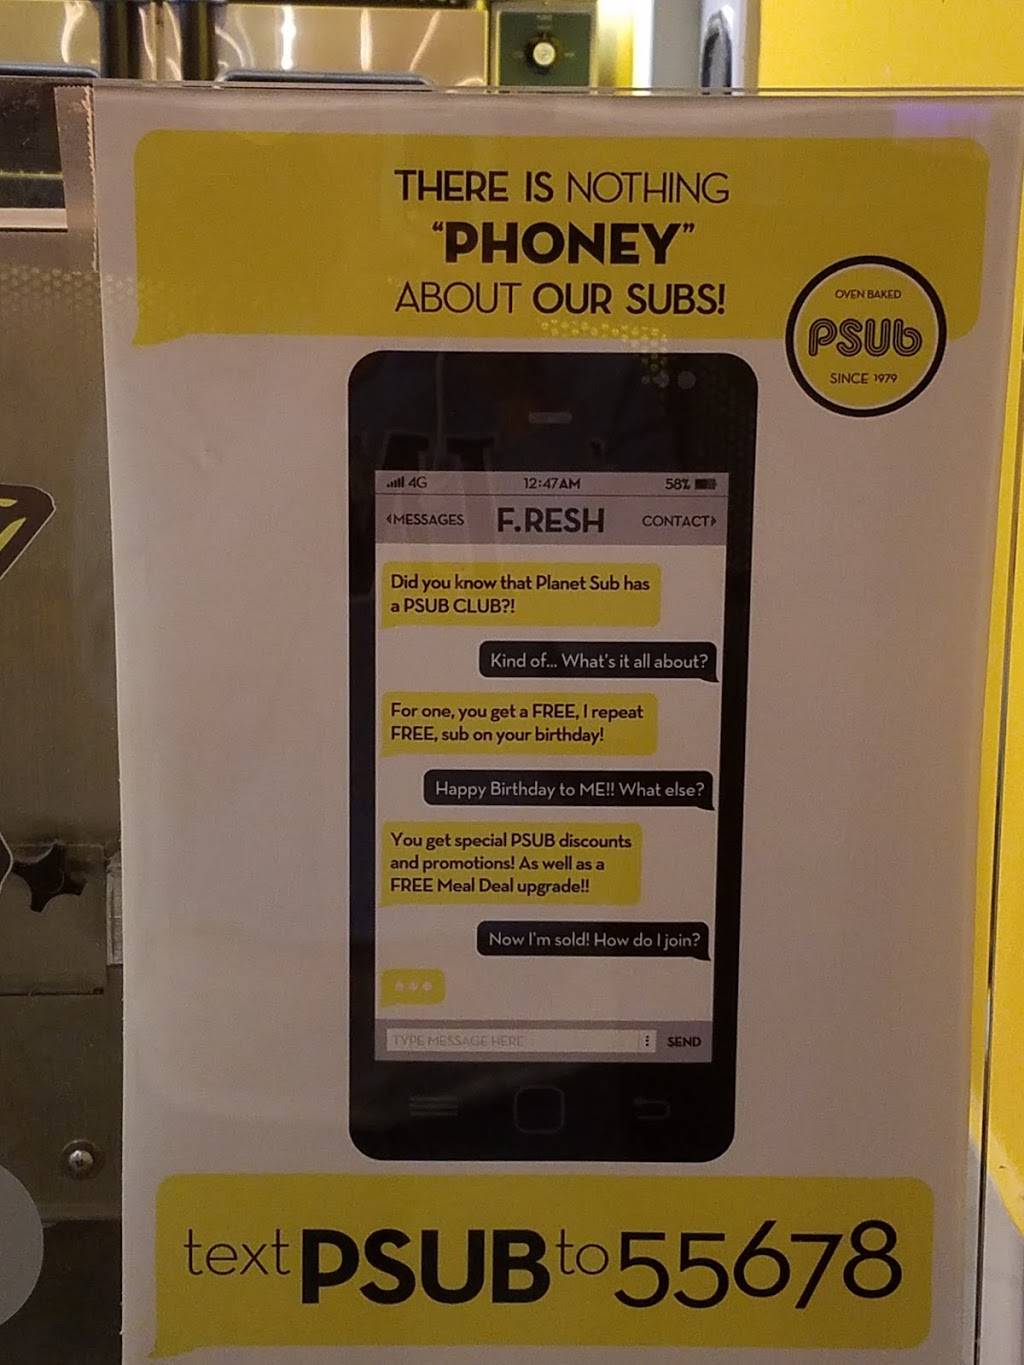 THERE IS NOTHING
“PHONEY”
ABOUT OUR SUBS!
OVEN BAKED
PSUb
SINCE 1979
4G 12:47AM 58%
MESSAGES F.RESH CONTACT
Did you know that Planet Sub has
a PSUB CLUB?!
Kind of... What's it all about?
For one, you get a FREE, I repeat
FREE, sub on your birthday!
Happy Birthday to ME!! What else?
You get special PSUB discounts
and promotions! As well as a
FREE Meal Deal upgrade!!
Now I'm sold! How do I join?
TYPE MESSAGE HERE SEND
text PSUB to 55678